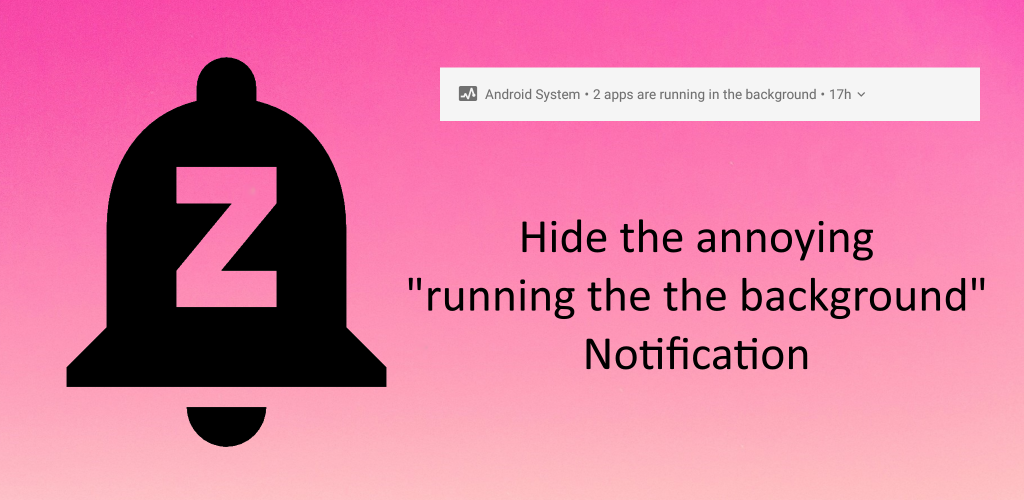 Z
Android System • 2 apps are running in the background • 17h
Hide the annoying
"running the the background"
Notification